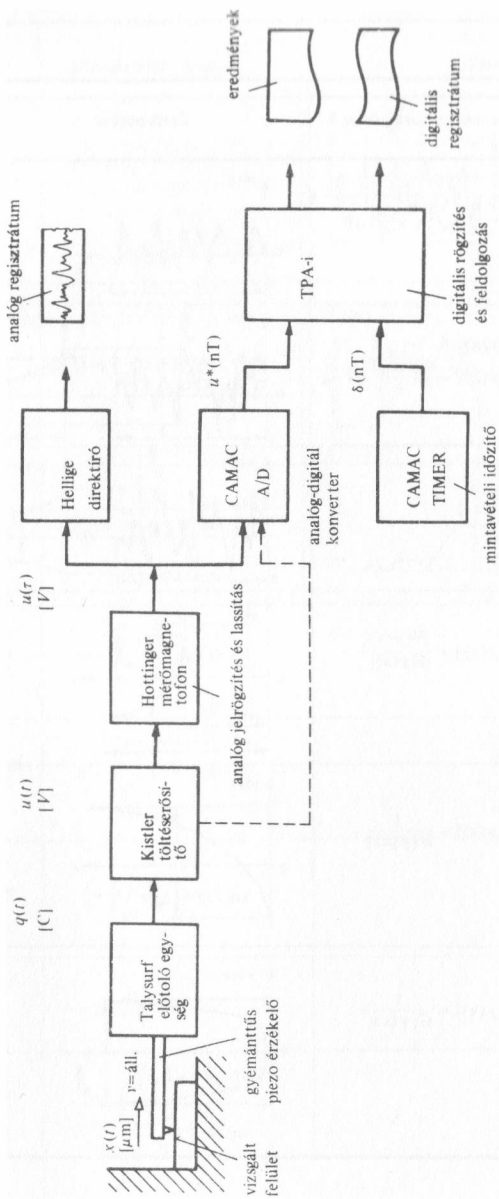 x(t)
[μm]
v=áll.
vizsgált
felület
gyémánttűs
piezo érzékelő
q(t)
[C]
Talysurf
előtoló egy-
ség
u(t)
[V]
Kistler
töltéserősí-
tő
Hottinger
mérőmagne-
tofon
analóg jelrögzítés és lassítás
u(τ)
[V]
Hellige
direktíró
analóg regisztrátum
CAMAC
A/D
analóg-digitál
konverter
u*(nT)
CAMAC
TIMER
mintavételi időzítő
δ(nT)
TPA-i
digitális rögzítés
és feldolgozás
eredmények
digitális
regisztrátum